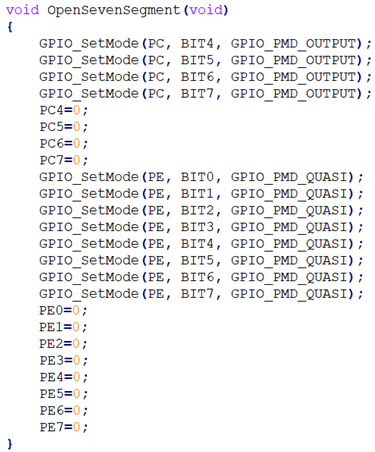 void OpenSevenSegment(void)
{
    GPIO_SetMode(PC, BIT4, GPIO_PMD_OUTPUT);
    GPIO_SetMode(PC, BIT5, GPIO_PMD_OUTPUT);
    GPIO_SetMode(PC, BIT6, GPIO_PMD_OUTPUT);
    GPIO_SetMode(PC, BIT7, GPIO_PMD_OUTPUT);
    PC4=0;
    PC5=0;
    PC6=0;
    PC7=0;
    GPIO_SetMode(PE, BIT0, GPIO_PMD_QUASI);
    GPIO_SetMode(PE, BIT1, GPIO_PMD_QUASI);
    GPIO_SetMode(PE, BIT2, GPIO_PMD_QUASI);
    GPIO_SetMode(PE, BIT3, GPIO_PMD_QUASI);
    GPIO_SetMode(PE, BIT4, GPIO_PMD_QUASI);
    GPIO_SetMode(PE, BIT5, GPIO_PMD_QUASI);
    GPIO_SetMode(PE, BIT6, GPIO_PMD_QUASI);
    GPIO_SetMode(PE, BIT7, GPIO_PMD_QUASI);
    PE0=0;
    PE1=0;
    PE2=0;
    PE3=0;
    PE4=0;
    PE5=0;
    PE6=0;
    PE7=0;
}